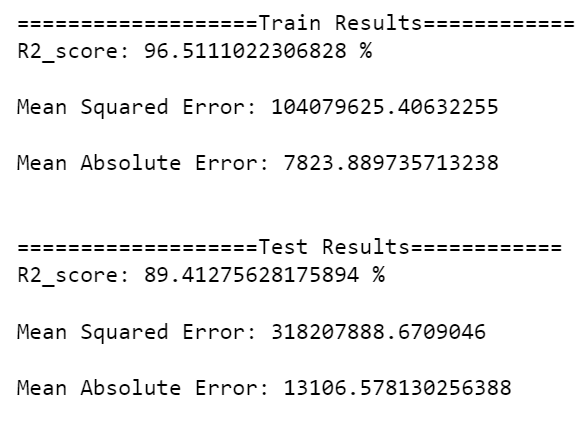 ===================Train Results============
R2_score: 96.5111022306828 %
Mean Squared Error: 104079625.40632255
Mean Absolute Error: 7823.889735713238
===================Test Results============
R2_score: 89.41275628175894 %
Mean Squared Error: 318207888.6709046
Mean Absolute Error: 13106.578130256388